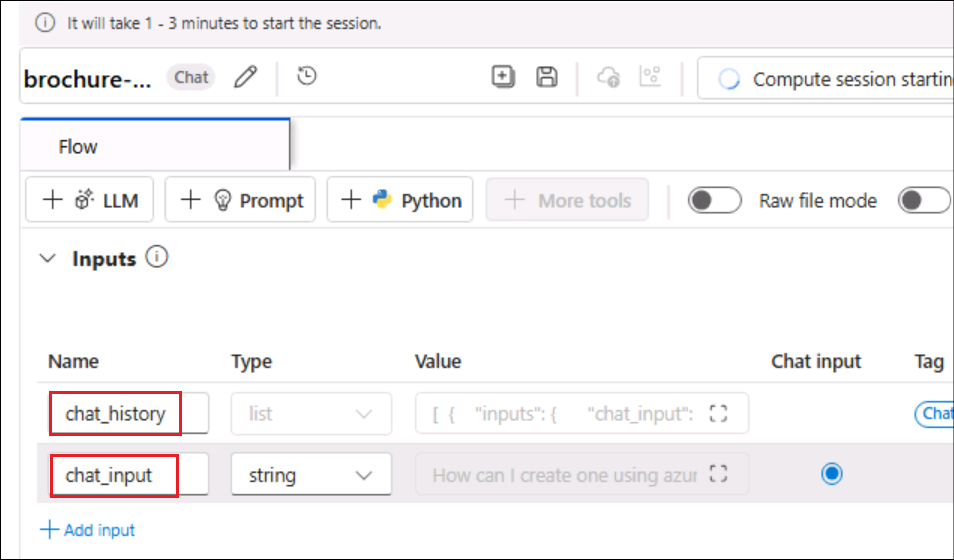 It will take 1 - 3 minutes to start the session.
brochure-... Chat Compute session starting
Flow
LLM Prompt Python More tools Raw file mode
Inputs
Name Type Value Chat input Tag
chat_history list [ { "inputs": { "chat_input": Chat
chat_input string How can I create one using azur
Add input